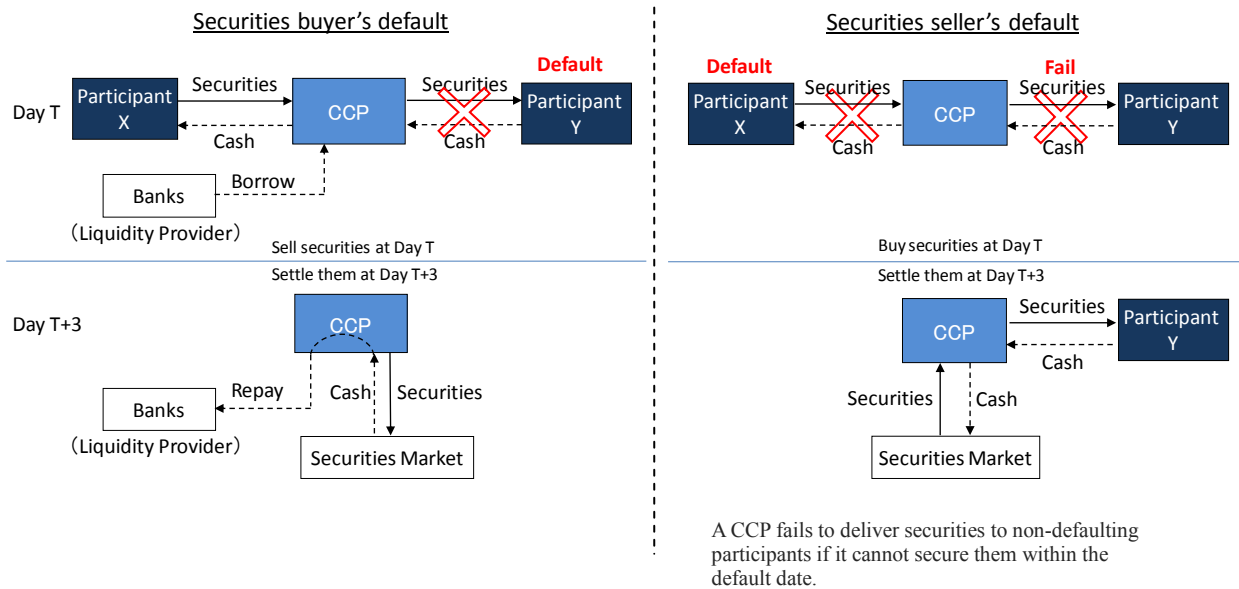 Securities buyer's default
Default
Day T
Participant
X
Securities
Cash
CCP
Securities
Cash
Participant
Y
Borrow
Banks
（Liquidity Provider）
Sell securities at Day T
Settle them at Day T+3
Day T+3
CCP
Repay
Cash
Securities
Banks
（Liquidity Provider）
Securities Market
Securities seller's default
Default
Fail
Participant
X
Securities
Cash
CCP
Securities
Cash
Participant
Y
Buy securities at Day T
Settle them at Day T+3
CCP
Securities
Cash
Participant
Y
Securities
Cash
Securities Market
A CCP fails to deliver securities to non-defaulting
participants if it cannot secure them within the
default date.